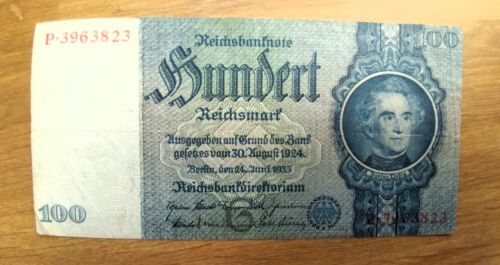 P·3963823
Reichsbanknote
100
Hundert
Reichsmark
Ausgegeben auf Grund des Bank-
gesetzes vom 30. August 1924
Berlin, den 24. Juni 1935
Reichsbankdirektorium
100
P·3963823